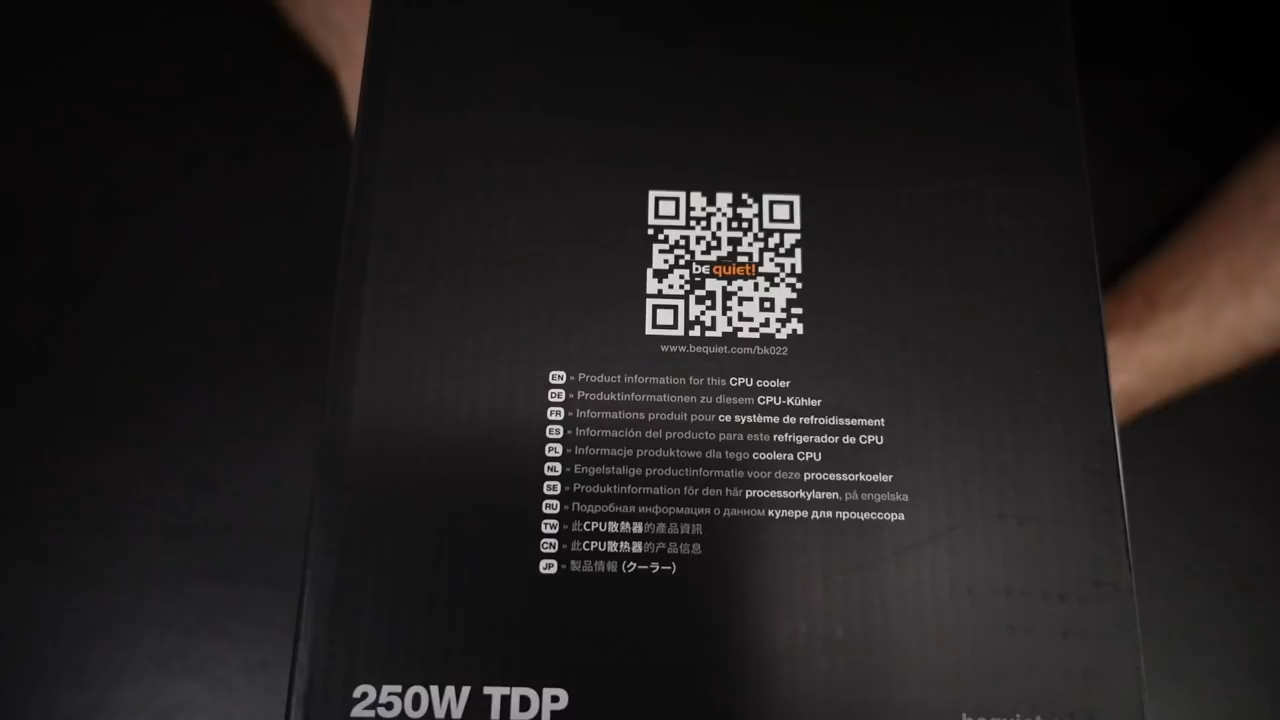 be quiet!
www.bequiet.com/bk022
EN » Product information for this CPU cooler
DE » Produktinformationen zu diesem CPU-Kühler
FR » Informations produit pour ce système de refroidissement
ES » Información del producto para este refrigerador de CPU
PL » Informacje produktowe dla tego coolera CPU
NL » Engelstalige productinformatie voor deze processorkoeler
SE » Produktinformation för den här processorkylaren, på engelska
RU » Подробная информация о данном кулере для процессора
TW » 此CPU散熱器的產品資訊
CN » 此CPU散热器的产品信息
JP » 製品情報 (クーラー)
250W TDP